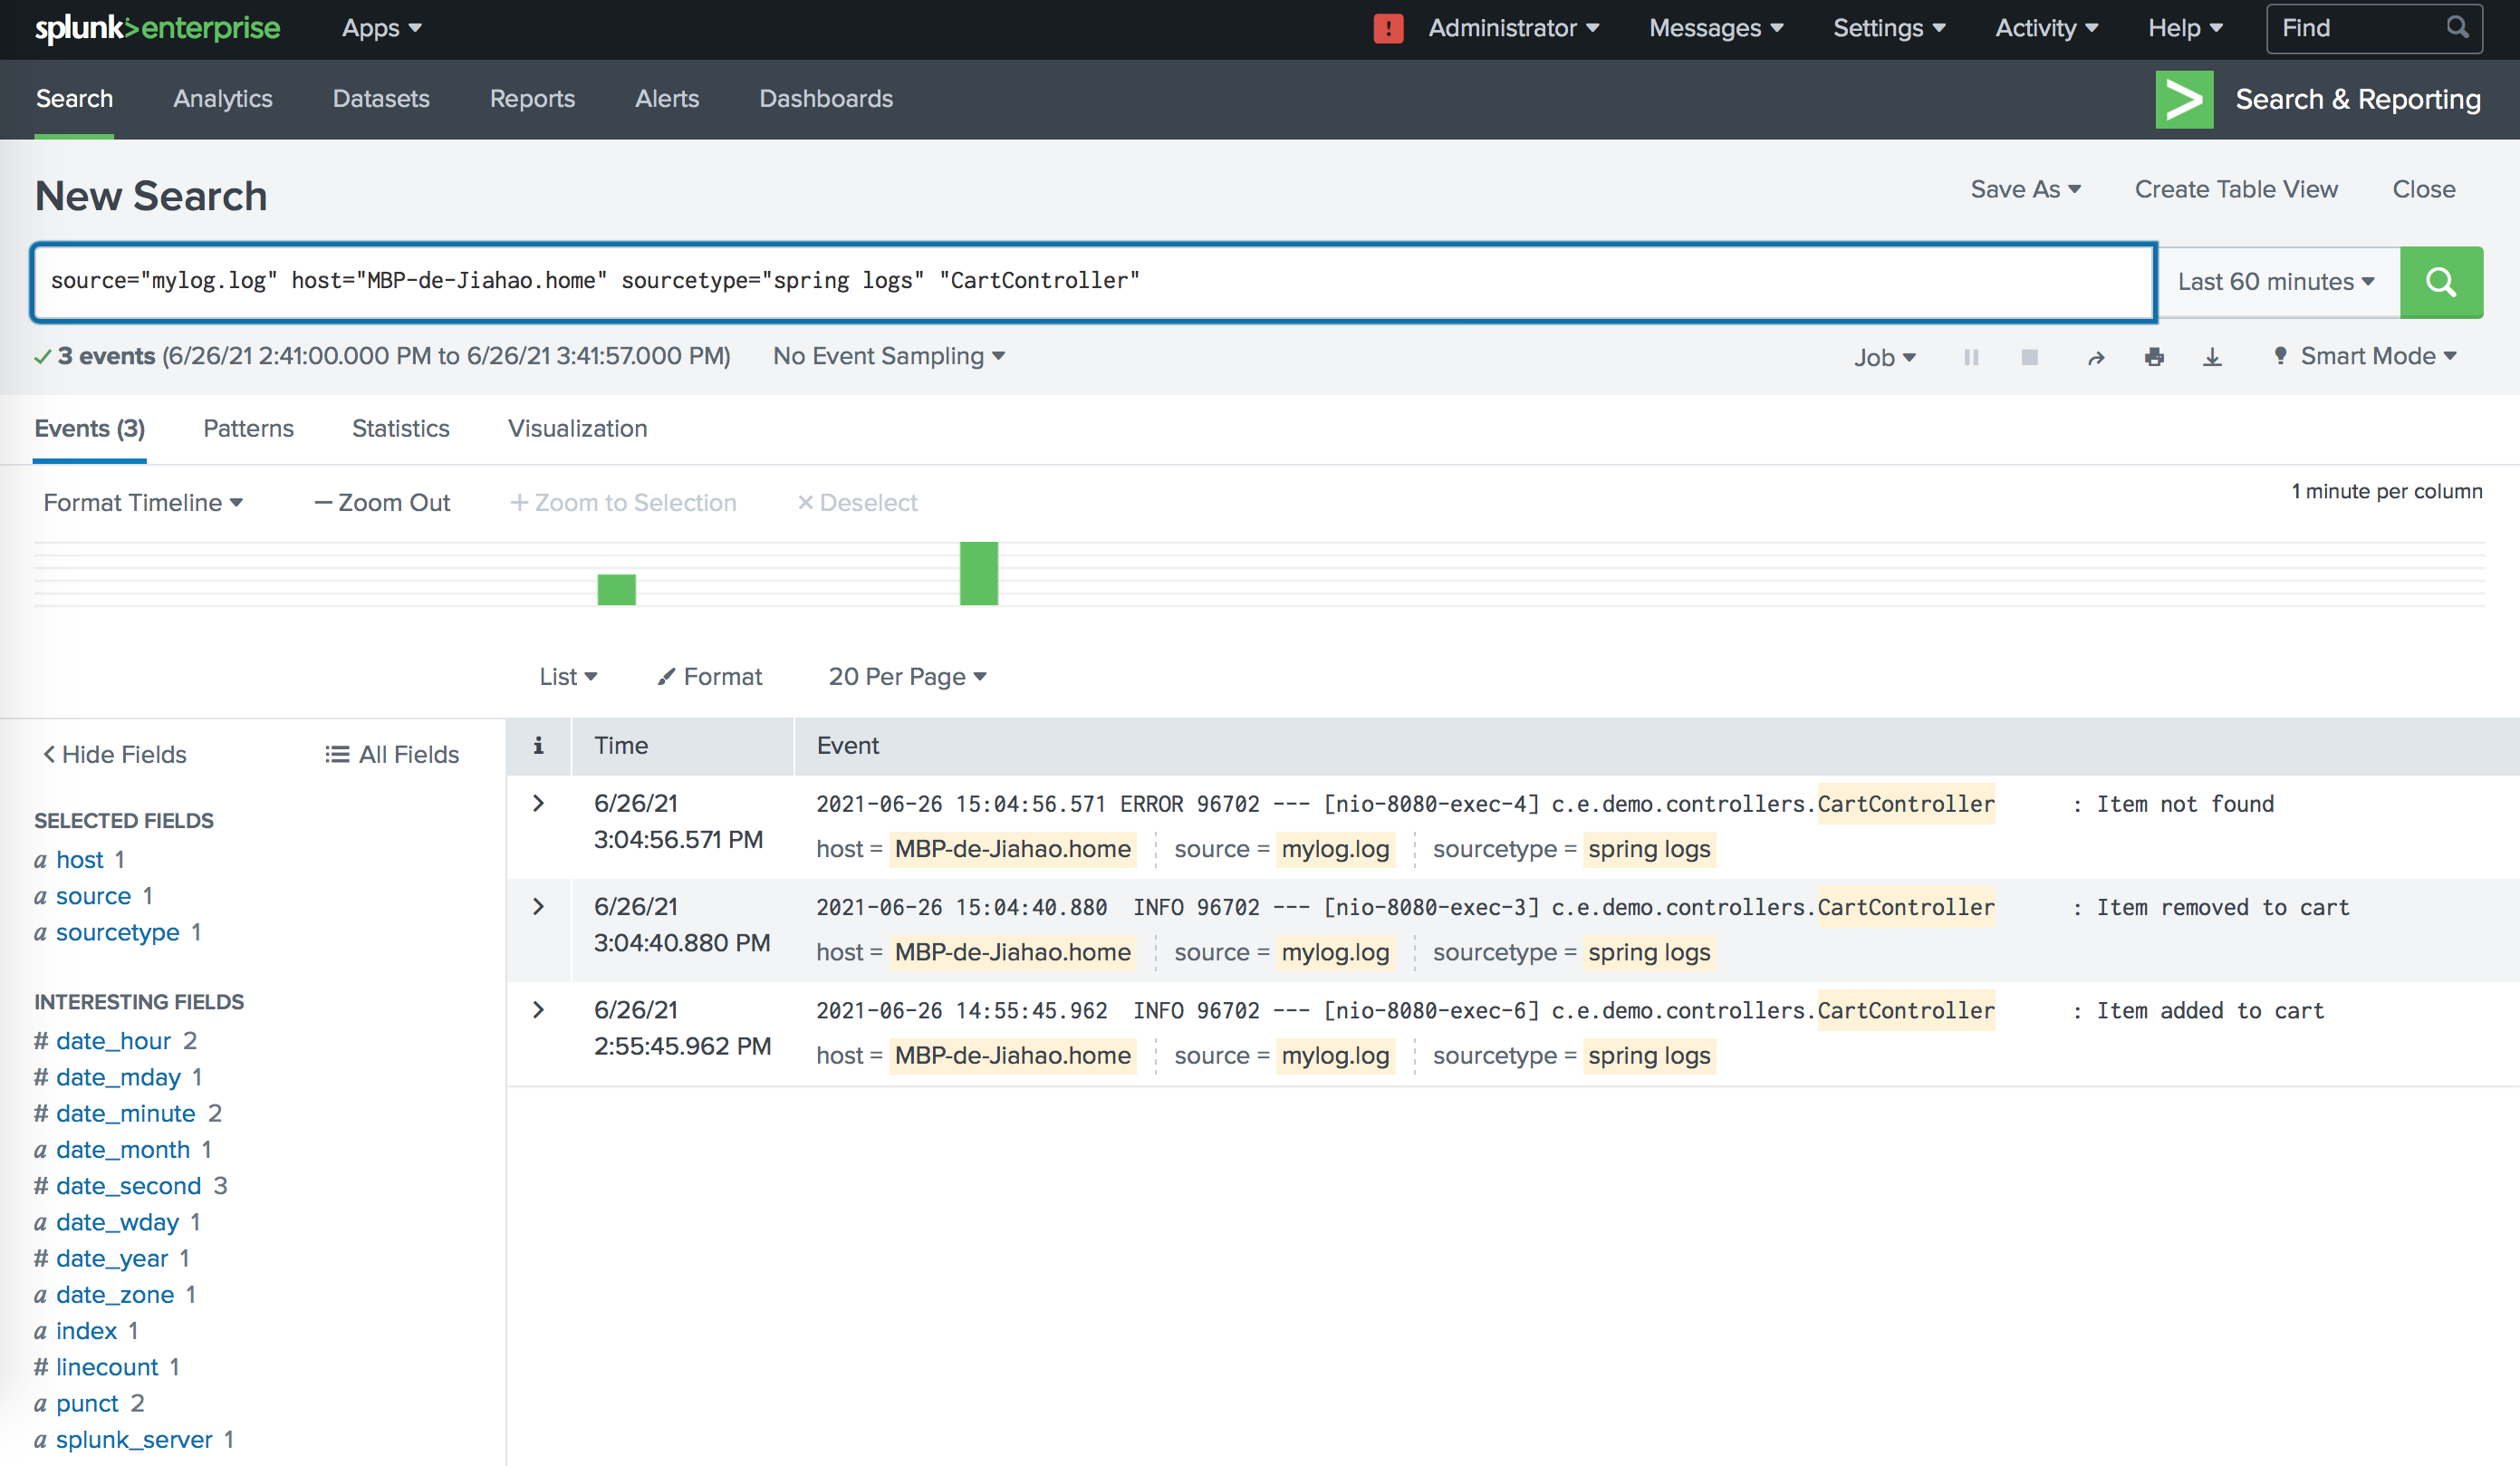 splunk>enterprise Apps ! Administrator Messages Settings Activity Help Find
Search Analytics Datasets Reports Alerts Dashboards > Search & Reporting
New Search Save As Create Table View Close
source="mylog.log" host="MBP-de-Jiahao.home" sourcetype="spring logs" "CartController" Last 60 minutes
3 events (6/26/21 2:41:00.000 PM to 6/26/21 3:41:57.000 PM) No Event Sampling Job Smart Mode
Events (3) Patterns Statistics Visualization
Format Timeline — Zoom Out + Zoom to Selection × Deselect 1 minute per column
List Format 20 Per Page
< Hide Fields All Fields
SELECTED FIELDS
a host 1
a source 1
a sourcetype 1
INTERESTING FIELDS
# date_hour 2
# date_mday 1
# date_minute 2
a date_month 1
# date_second 3
a date_wday 1
# date_year 1
a date_zone 1
a index 1
# linecount 1
a punct 2
a splunk_server 1
i Time Event
> 6/26/21 2021-06-26 15:04:56.571 ERROR 96702 --- [nio-8080-exec-4] c.e.demo.controllers.CartController : Item not found
3:04:56.571 PM host = MBP-de-Jiahao.home source = mylog.log sourcetype = spring logs
> 6/26/21 2021-06-26 15:04:40.880 INFO 96702 --- [nio-8080-exec-3] c.e.demo.controllers.CartController : Item removed to cart
3:04:40.880 PM host = MBP-de-Jiahao.home source = mylog.log sourcetype = spring logs
> 6/26/21 2021-06-26 14:55:45.962 INFO 96702 --- [nio-8080-exec-6] c.e.demo.controllers.CartController : Item added to cart
2:55:45.962 PM host = MBP-de-Jiahao.home source = mylog.log sourcetype = spring logs